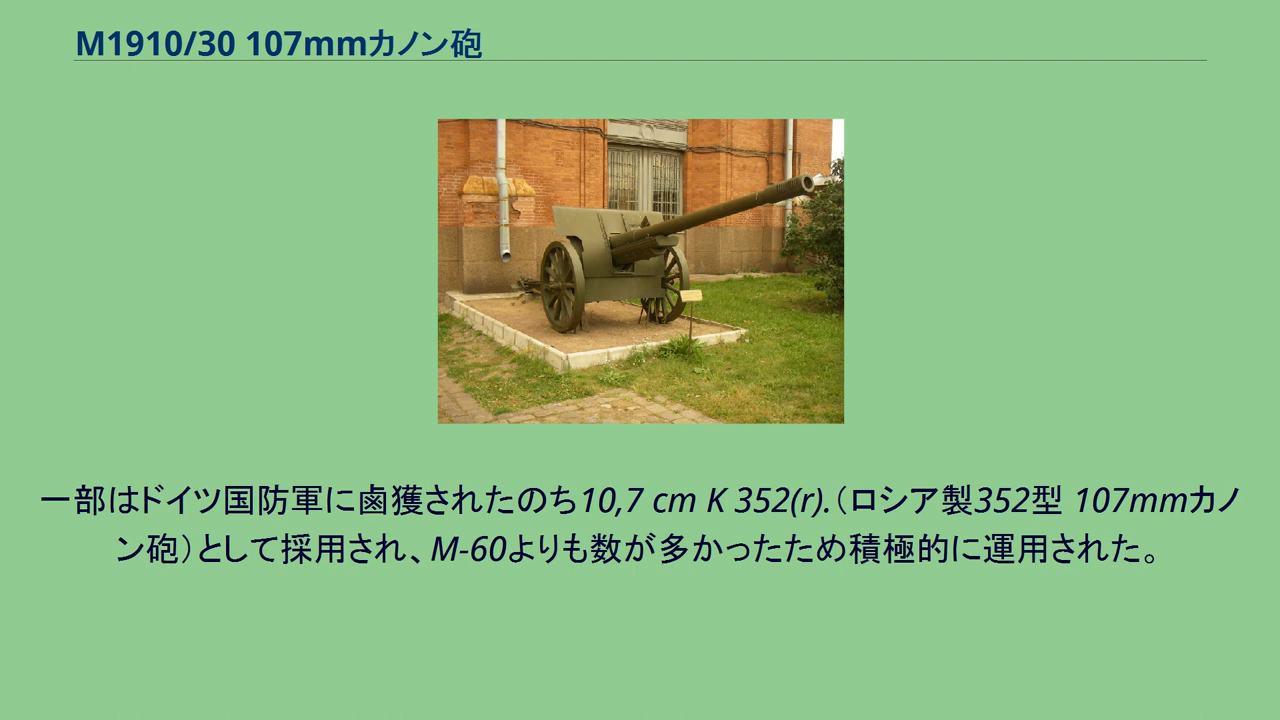 M1910/30 107mmカノン砲
一部はドイツ国防軍に鹵獲されたのち10,7 cm K 352(r).（ロシア製352型 107mmカノ
ン砲）として採用され、M-60よりも数が多かったため積極的に運用された。